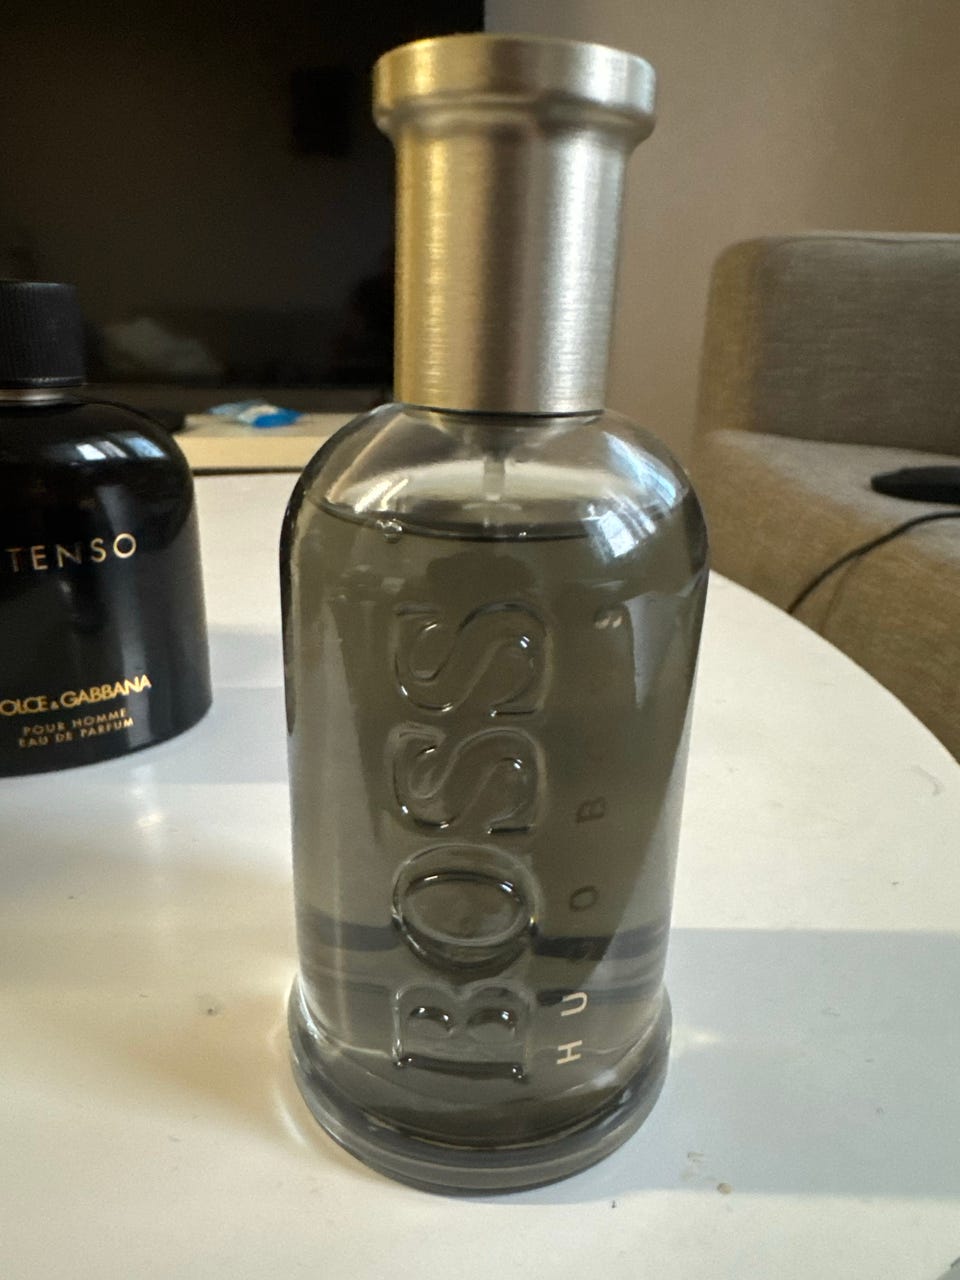 TENSO
OLCE & GABBANA
POUR HOMME
EAU DE PARFUM
BOSS
HU